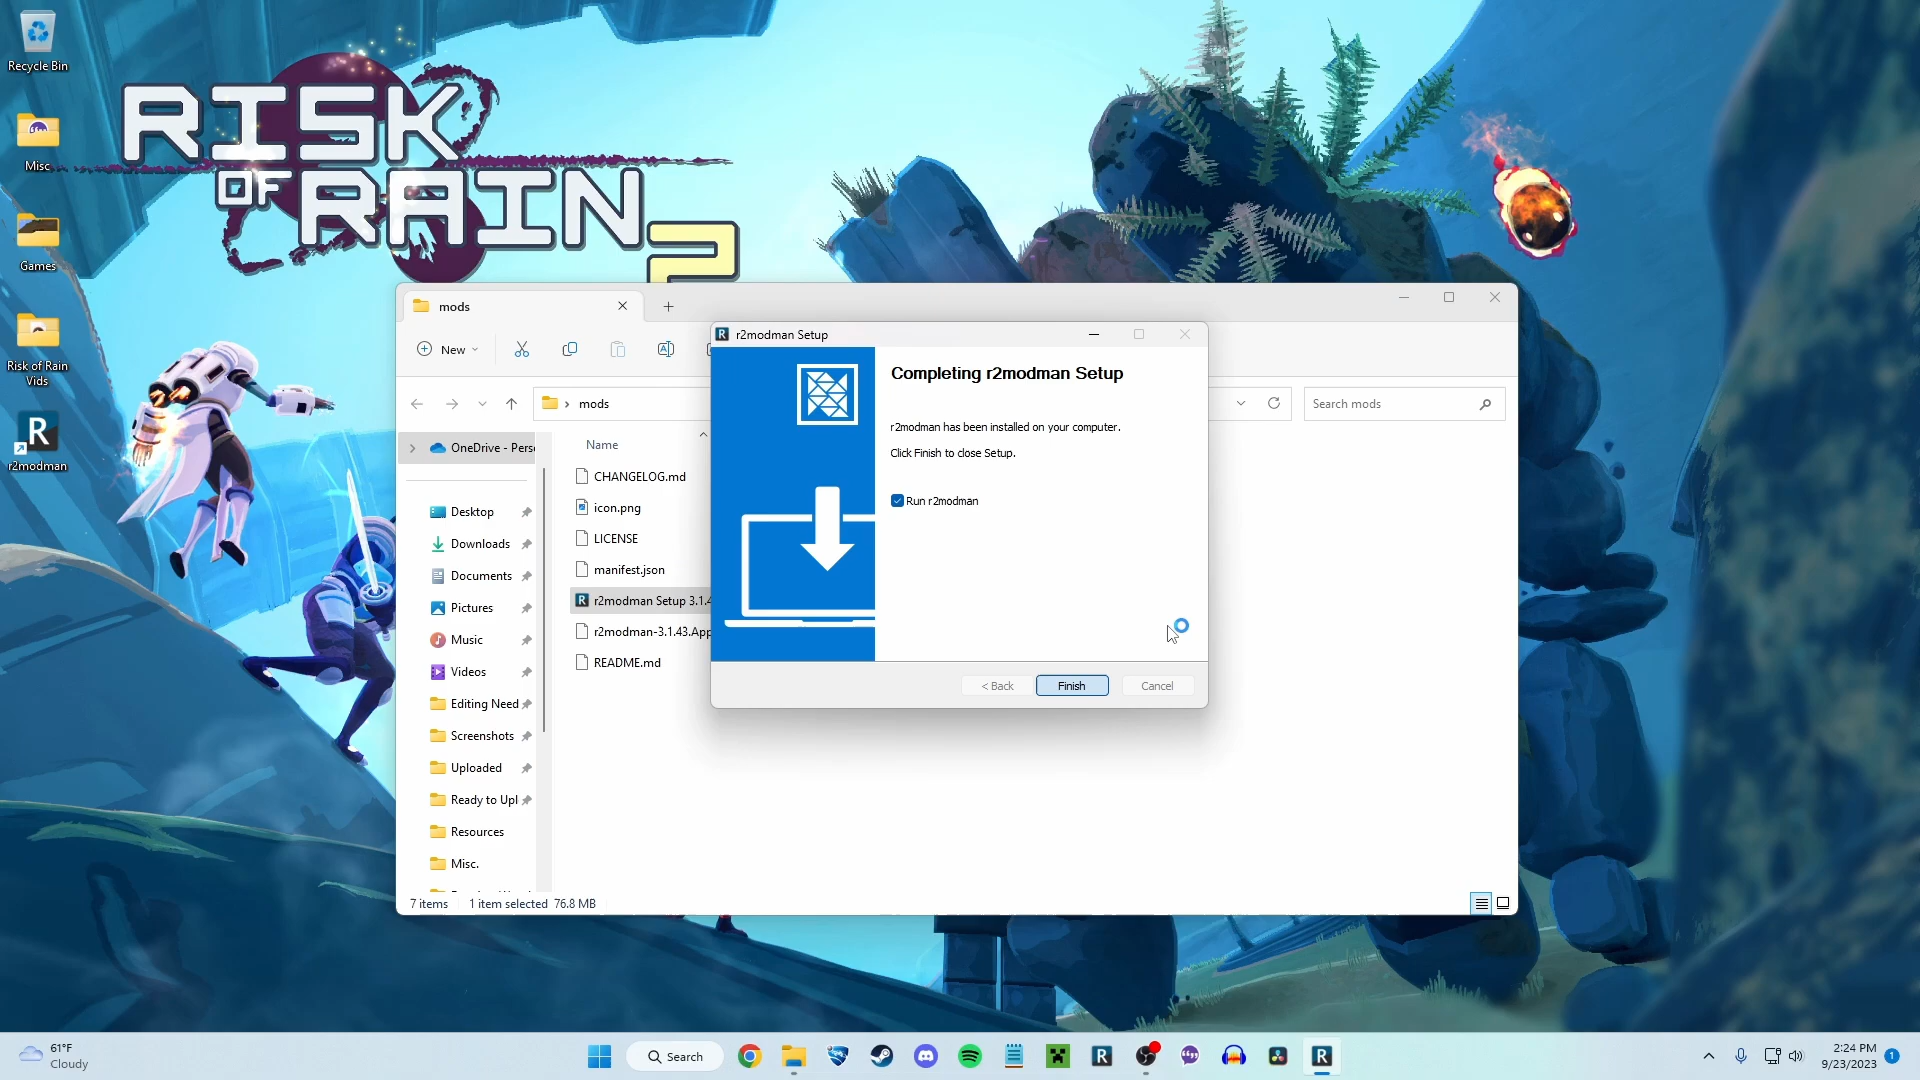 Recycle Bin
Misc
Games
Risk of Rain
Vids
R
r2modman
RISK
OF RAIN
2
mods
New
mods
Search mods
OneDrive - Pers
Desktop
Downloads
Documents
Pictures
Music
Videos
Editing Need
Screenshots
Uploaded
Ready to Upl
Resources
Misc.
Name
CHANGELOG.md
icon.png
LICENSE
manifest.json
r2modman Setup 3.1.4
r2modman-3.1.43.App
README.md
7 items
1 item selected 76.8 MB
r2modman Setup
Completing r2modman Setup
r2modman has been installed on your computer.
Click Finish to close Setup.
Run r2modman
< Back
Finish
Cancel
61°F
Cloudy
Search
2:24 PM
9/23/2023
1